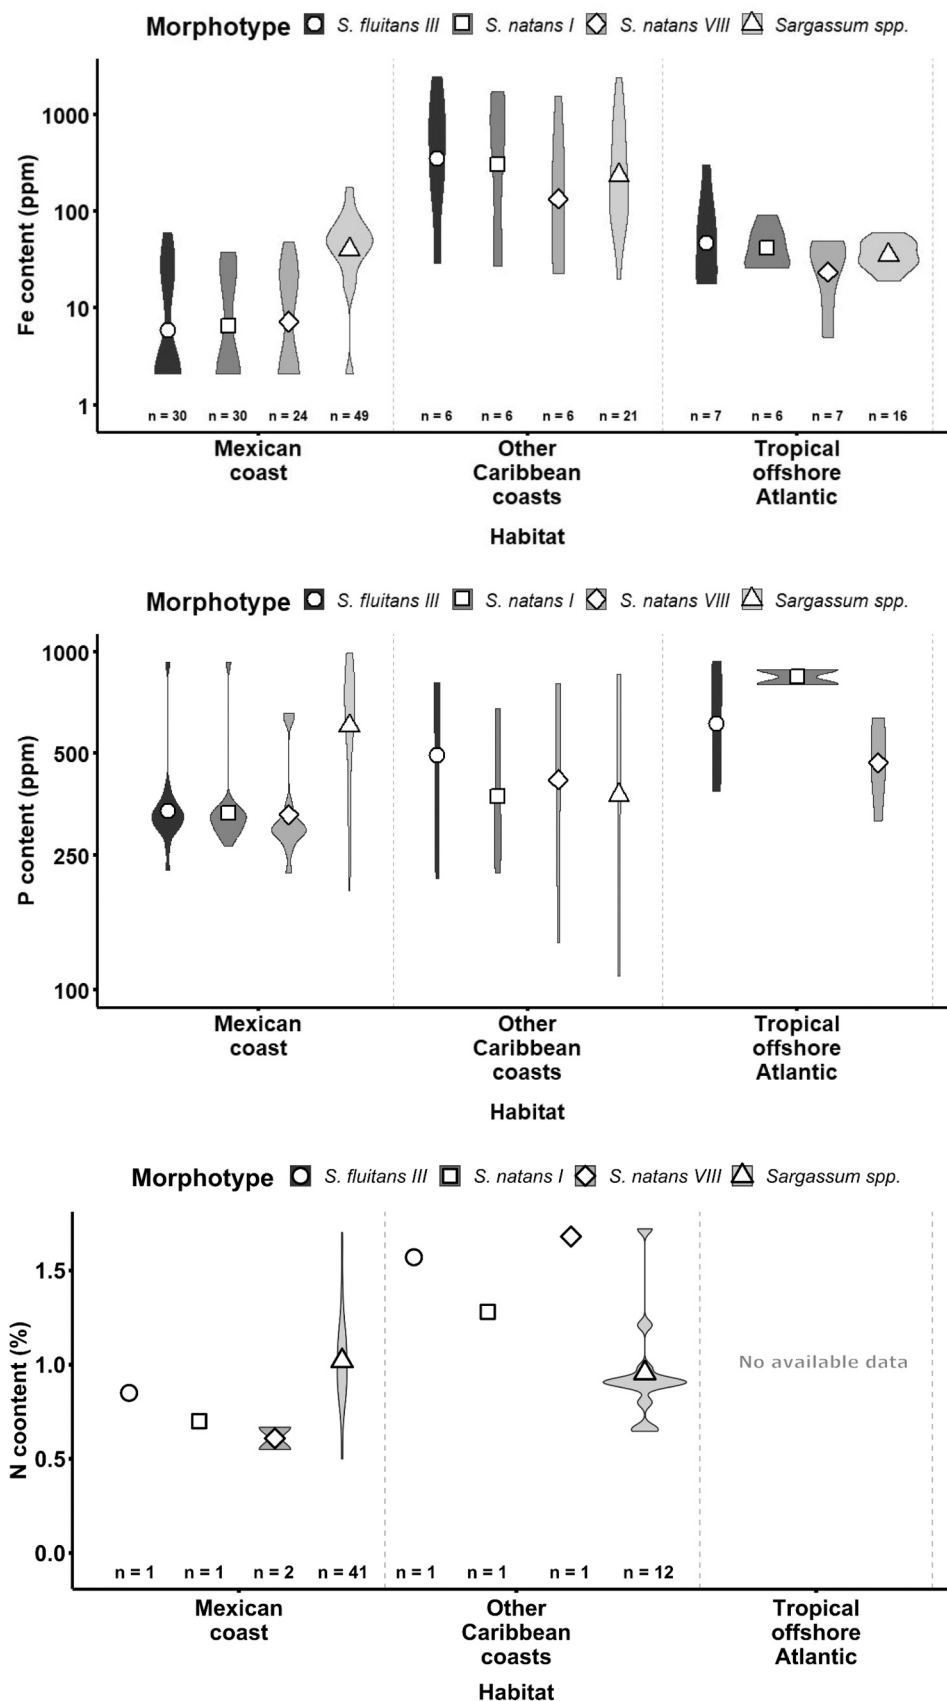 Morphotype S. fluitans III S. natans I S. natans VIII Sargassum spp.
Fe content (ppm)
1000
100
10
1
n = 30 n = 30 n = 24 n = 49 n = 6 n = 6 n = 6 n = 21 n = 7 n = 6 n = 7 n = 16
Mexican
coast
Other
Caribbean
coasts
Tropical
offshore
Atlantic
Habitat
Morphotype S. fluitans III S. natans I S. natans VIII Sargassum spp.
P content (ppm)
1000
500
250
100
Mexican
coast
Other
Caribbean
coasts
Tropical
offshore
Atlantic
Habitat
Morphotype S. fluitans III S. natans I S. natans VIII Sargassum spp.
N coontent (%)
1.5
1.0
0.5
0.0
No available data
n = 1 n = 1 n = 2 n = 41 n = 1 n = 1 n = 1 n = 12
Mexican
coast
Other
Caribbean
coasts
Tropical
offshore
Atlantic
Habitat